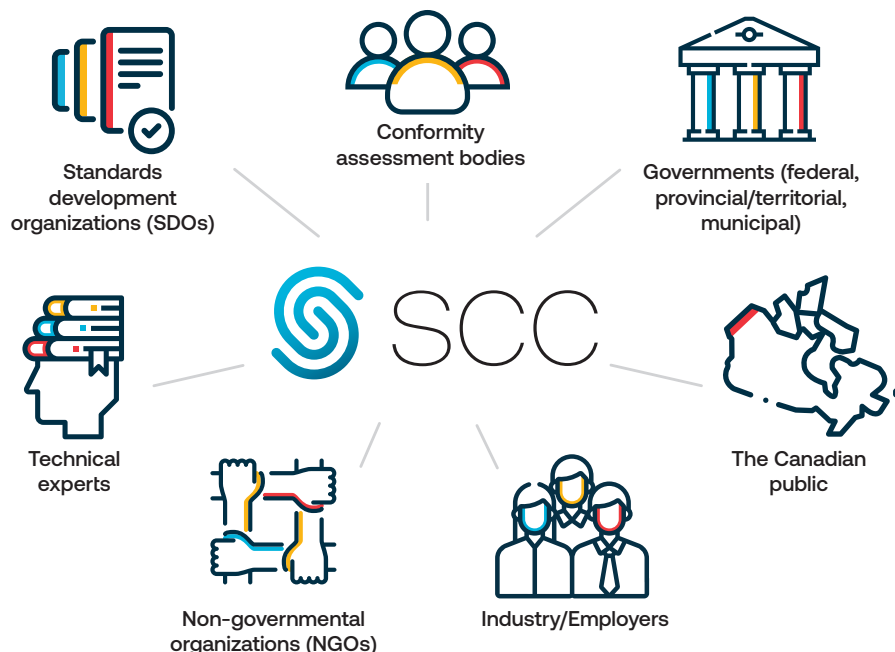 Standards
development
organizations (SDOs)
Conformity
assessment bodies
Governments (federal,
provincial/territorial,
municipal)
SCC
Technical
experts
The Canadian
public
Non-governmental
organizations (NGOs)
Industry/Employers